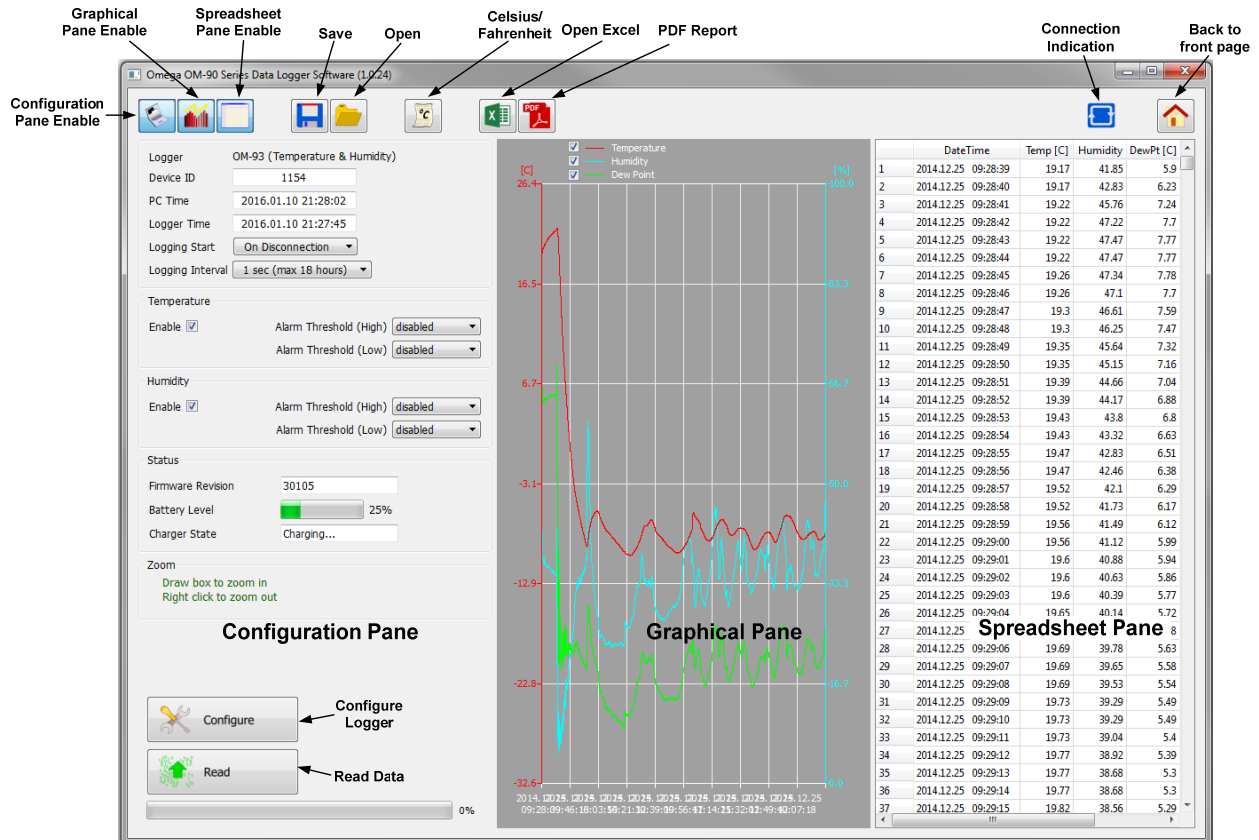 Graphical
Pane Enable
Spreadsheet
Pane Enable
Save
Open
Celsius/
Fahrenheit
Open Excel
PDF Report
Connection
Indication
Back to
front page
Configuration
Pane Enable
Omega OM-90 Series Data Logger Software (1.0.24)
°C
X
PDF
Logger OM-93 (Temperature & Humidity)
Device ID 1154
PC Time 2016.01.10 21:28:02
Logger Time 2016.01.10 21:27:45
Logging Start On Disconnection
Logging Interval 1 sec (max 18 hours)
Temperature
Enable
Alarm Threshold (High) disabled
Alarm Threshold (Low) disabled
Humidity
Enable
Alarm Threshold (High) disabled
Alarm Threshold (Low) disabled
Status
Firmware Revision 30105
Battery Level 25%
Charger State Charging...
Zoom
Draw box to zoom in
Right click to zoom out
Configuration Pane
Configure
Configure
Logger
Read
Read Data
0%
Temperature
Humidity
Dew Point
[C]
26.4
16.5
6.7
-3.1
-12.9
-22.8
-32.6
[%]
100.0
83.3
66.7
50.0
33.3
16.7
0.0
Graphical Pane
DateTime Temp [C] Humidity DewPt [C]
1 2014.12.25 09:28:39 19.17 41.85 5.9
2 2014.12.25 09:28:40 19.17 42.83 6.23
3 2014.12.25 09:28:41 19.22 45.76 7.24
4 2014.12.25 09:28:42 19.22 47.22 7.7
5 2014.12.25 09:28:43 19.22 47.47 7.77
6 2014.12.25 09:28:44 19.22 47.47 7.77
7 2014.12.25 09:28:45 19.26 47.34 7.78
8 2014.12.25 09:28:46 19.26 47.1 7.7
9 2014.12.25 09:28:47 19.3 46.61 7.59
10 2014.12.25 09:28:48 19.3 46.25 7.47
11 2014.12.25 09:28:49 19.35 45.64 7.32
12 2014.12.25 09:28:50 19.35 45.15 7.16
13 2014.12.25 09:28:51 19.39 44.66 7.04
14 2014.12.25 09:28:52 19.39 44.17 6.88
15 2014.12.25 09:28:53 19.43 43.8 6.8
16 2014.12.25 09:28:54 19.43 43.32 6.63
17 2014.12.25 09:28:55 19.47 42.83 6.51
18 2014.12.25 09:28:56 19.47 42.46 6.38
19 2014.12.25 09:28:57 19.52 42.1 6.29
20 2014.12.25 09:28:58 19.52 41.73 6.17
21 2014.12.25 09:28:59 19.56 41.49 6.12
22 2014.12.25 09:29:00 19.56 41.12 5.99
23 2014.12.25 09:29:01 19.6 40.88 5.94
24 2014.12.25 09:29:02 19.6 40.63 5.86
25 2014.12.25 09:29:03 19.6 40.39 5.77
26 2014.12.25 09:29:04 19.65 40.14 5.72
27 2014.12.25 8
Spreadsheet Pane
28 2014.12.25 09:29:06 19.69 39.78 5.63
29 2014.12.25 09:29:07 19.69 39.65 5.58
30 2014.12.25 09:29:08 19.69 39.53 5.54
31 2014.12.25 09:29:09 19.73 39.29 5.49
32 2014.12.25 09:29:10 19.73 39.29 5.49
33 2014.12.25 09:29:11 19.73 39.04 5.4
34 2014.12.25 09:29:12 19.77 38.92 5.39
35 2014.12.25 09:29:13 19.77 38.68 5.3
36 2014.12.25 09:29:14 19.77 38.68 5.3
37 2014.12.25 09:29:15 19.82 38.56 5.29